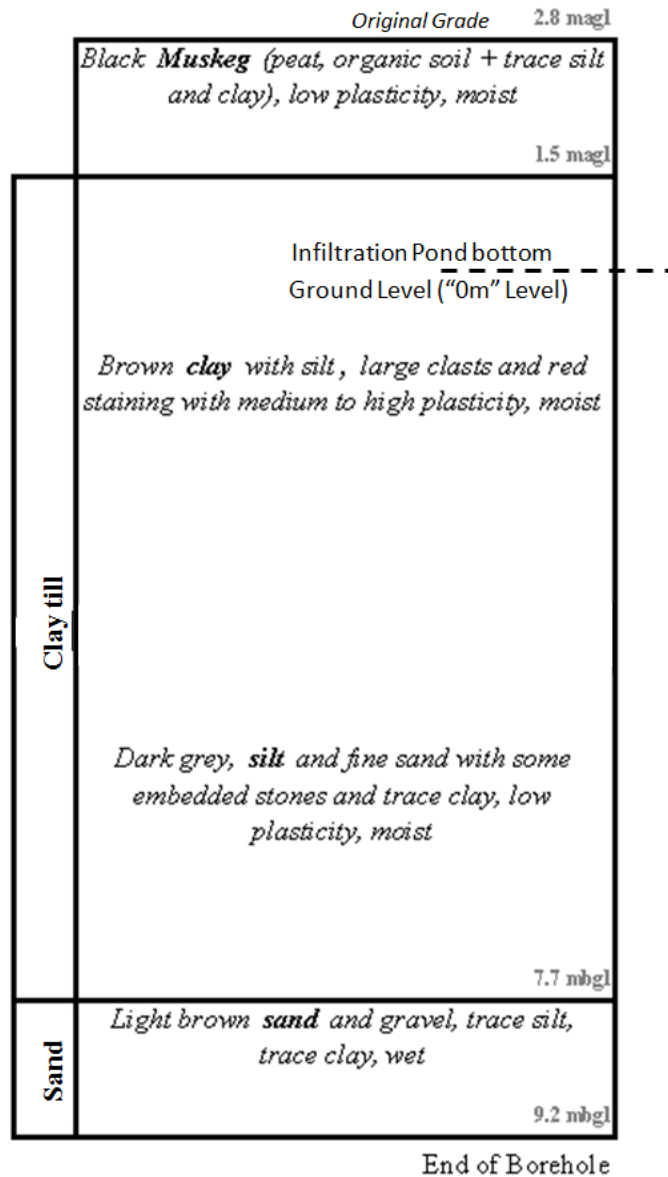 Original Grade 2.8 magl
Black Muskeg (peat, organic soil + trace silt
and clay), low plasticity, moist
1.5 magl
Infiltration Pond bottom
Ground Level (“0m” Level)
Brown clay with silt, large clasts and red
staining with medium to high plasticity, moist
Clay till
Dark grey, silt and fine sand with some
embedded stones and trace clay, low
plasticity, moist
7.7 mbgl
Light brown sand and gravel, trace silt,
trace clay, wet
Sand
9.2 mbgl
End of Borehole